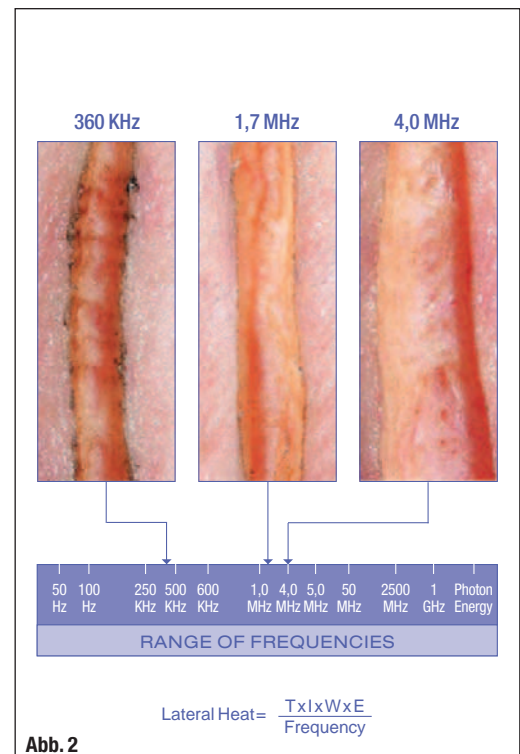 360 KHz 1,7 MHz 4,0 MHz
50 100 250 500 600 1,0 4,0 5,0 50 2500 1 Photon
Hz Hz KHz KHz KHz MHz MHz MHz MHz MHz GHz Energy
RANGE OF FREQUENCIES
Lateral Heat= TxIxWxE
Frequency
Abb. 2